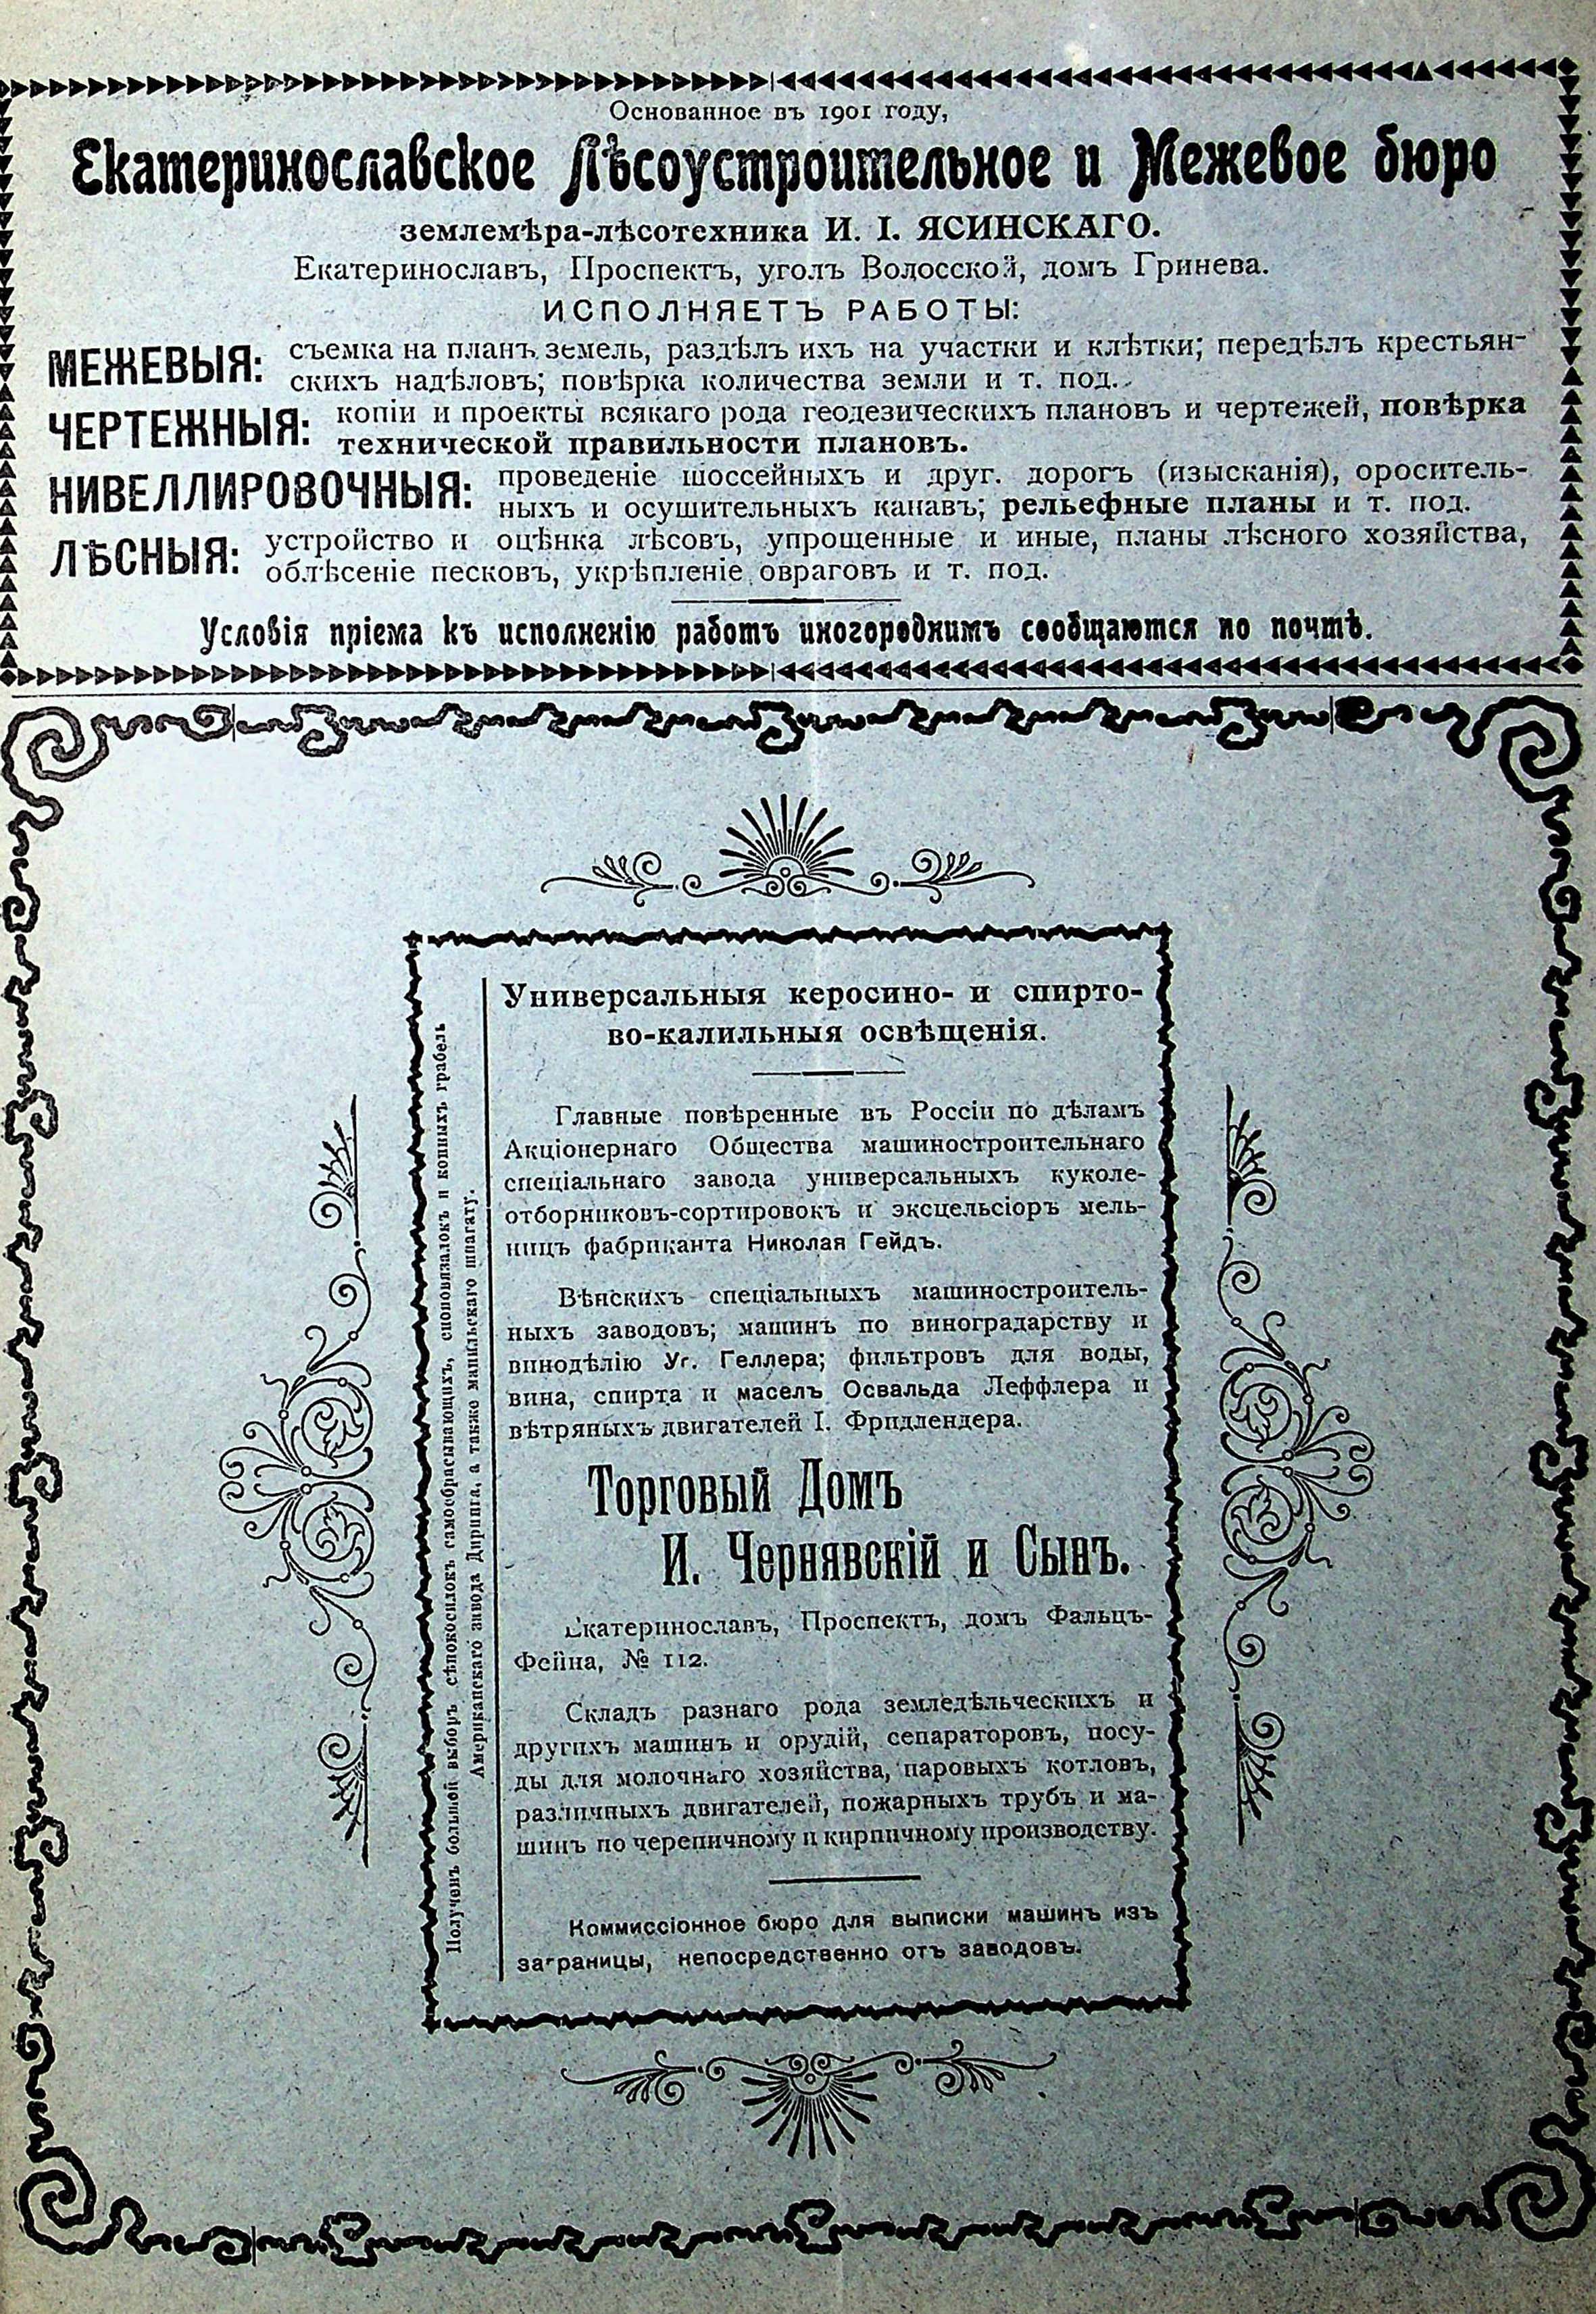 Основанное въ 1901 году,
Екатеринославское Лѣсоустроительное и Межевое бюро
землемѣра-лѣсотехника И. І. ЯСИНСКАГО.
Екатеринославъ, Проспектъ, уголъ Волосской, домъ Гринева.
ИСПОЛНЯЕТЪ РАБОТЫ:
МЕЖЕВЫЯ: съемка на планъ земель, раздѣлъ ихъ на участки и клѣтки; передѣлъ крестьян-
скихъ надѣловъ; повѣрка количества земли и т. под.
ЧЕРТЕЖНЫЯ: копіи и проекты всякаго рода геодезическихъ плановъ и чертежей, повѣрка
технической правильности плановъ.
НИВЕЛЛИРОВОЧНЫЯ: проведеніе шоссейныхъ и друг. дорогъ (изысканія), ороситель-
ныхъ и осушительныхъ канавъ; рельефные планы и т. под.
ЛѢСНЫЯ: устройство и оцѣнка лѣсовъ, упрощенные и иные, планы лѣсного хозяйства,
облѣсеніе песковъ, укрѣпленіе овраговъ и т. под.
Условія пріема къ исполненію работъ иногороднимъ сообщаются по почтѣ.
Полученъ большой выборъ сѣнокосилокъ самосбрасывающихъ, сноповязалокъ и конныхъ грабель
Американскаго завода Диринга, а также манильскаго шпагату.
Универсальныя керосино- и спирто-
во-калильныя освѣщенія.
Главные повѣренные въ Россіи по дѣламъ
Акціонернаго Общества машиностроительнаго
спеціальнаго завода универсальныхъ куколе-
отборниковъ-сортировокъ и эксцельсіоръ мель-
ницъ фабриканта Николая Гейдъ.
Вѣнскихъ спеціальныхъ машиностроитель-
ныхъ заводовъ; машинъ по виноградарству и
винодѣлію Уг. Геллера; фильтровъ для воды,
вина, спирта и маселъ Освальда Леффлера и
вѣтряныхъ двигателей І. Фридлендера.
Торговый Домъ
И. Чернявскій и Сынъ.
Екатеринославъ, Проспектъ, домъ Фальцъ-
Фейна, № 112.
Складъ разнаго рода земледѣльческихъ и
другихъ машинъ и орудій, сепараторовъ, посу-
ды для молочнаго хозяйства, паровыхъ котловъ,
различныхъ двигателей, пожарныхъ трубъ и ма-
шинъ по черепичному и кирпичному производству.
Коммиссіонное бюро для выписки машинъ изъ
заграницы, непосредственно отъ заводовъ.